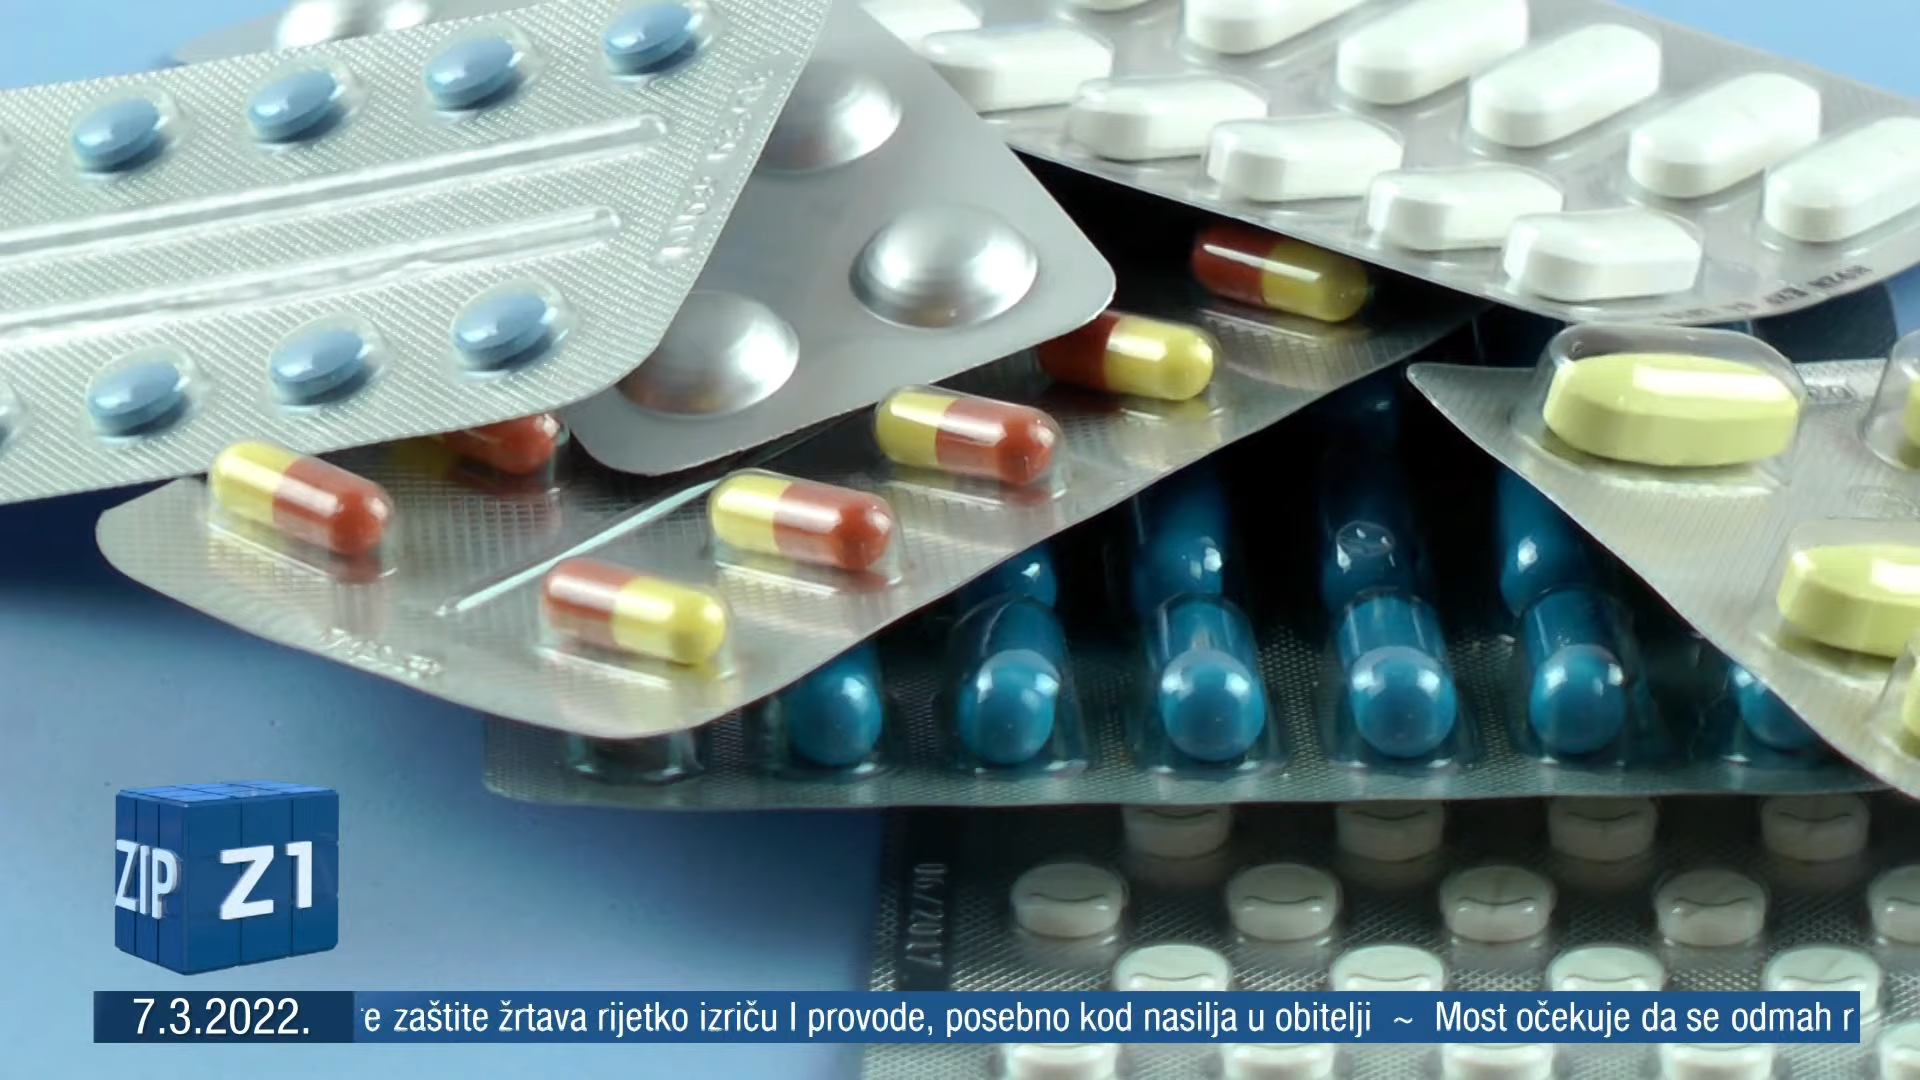 06/2017
ZIP Z1
7.3.2022. e zaštite žrtava rijetko izriču I provode, posebno kod nasilja u obitelji ~ Most očekuje da se odmah r